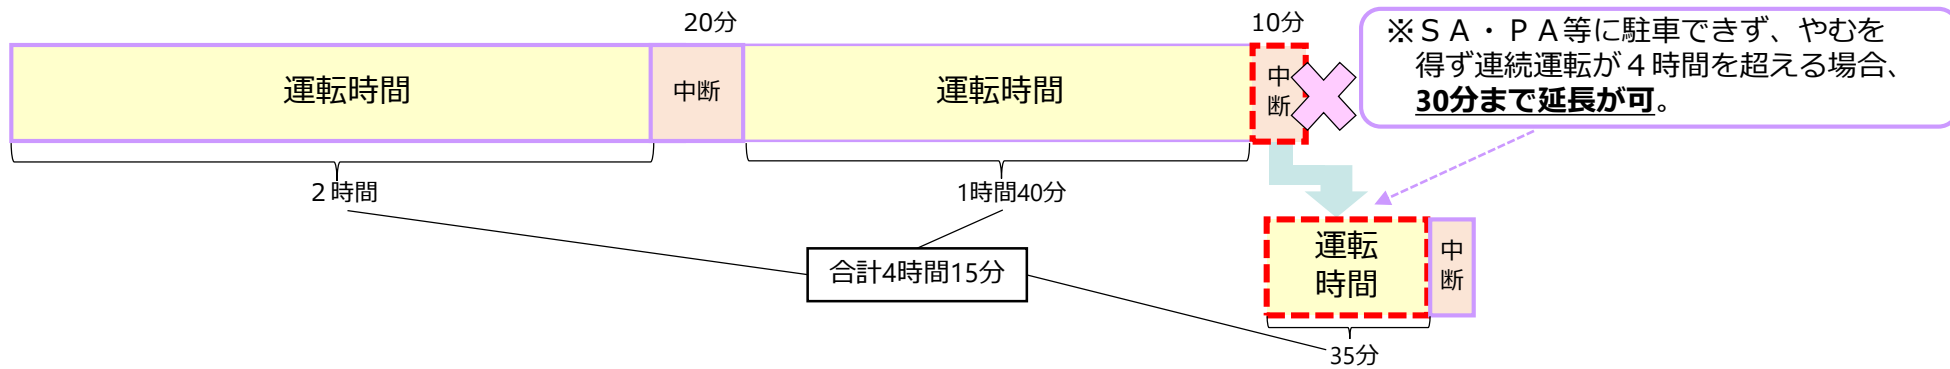 20分
10分
運転時間
中断
運転時間
中
断
※ＳＡ・ＰＡ等に駐車できず、やむを
得ず連続運転が４時間を超える場合、
30分まで延長が可。
２時間
1時間40分
合計4時間15分
運転
時間
中
断
35分